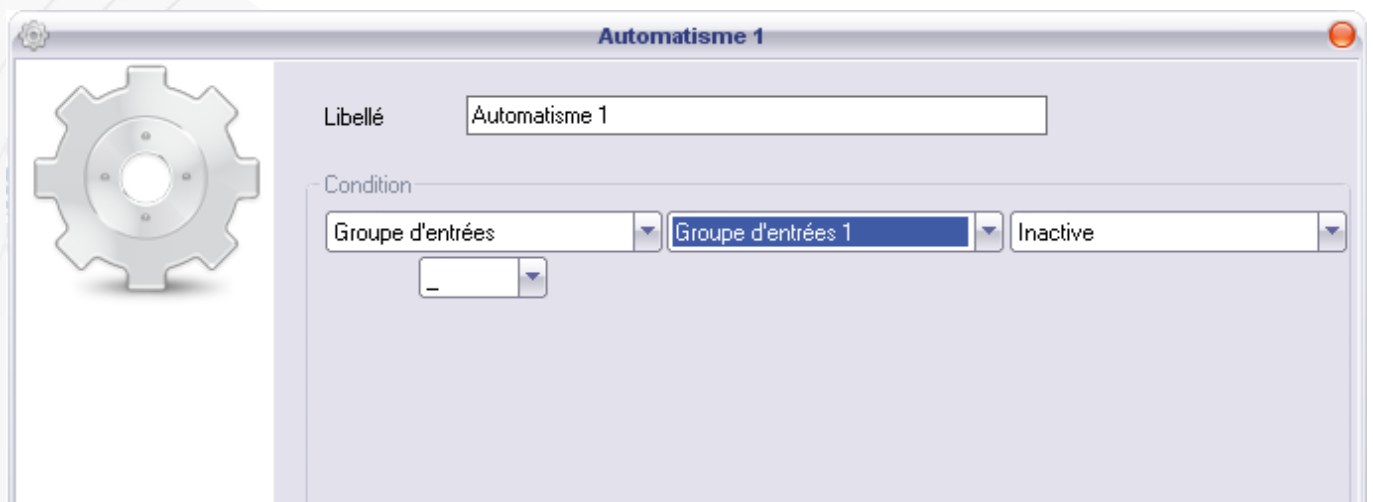 Automatisme 1
Libellé Automatisme 1
Condition
Groupe d'entrées Groupe d'entrées 1 Inactive
_